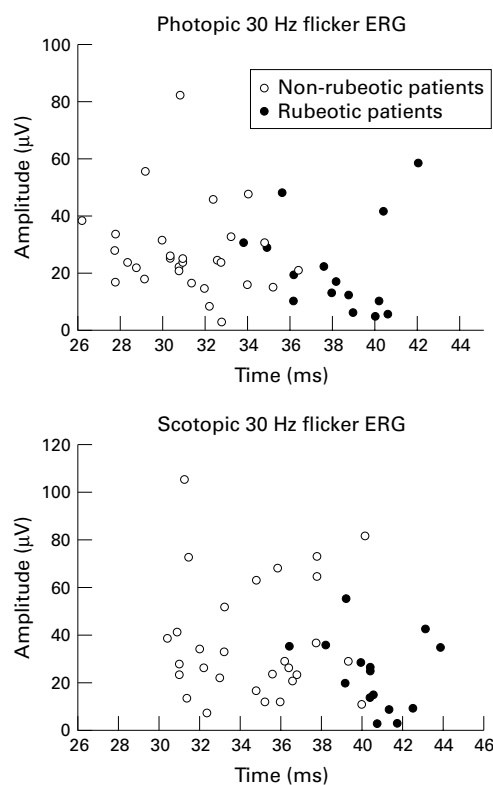 Photopic 30 Hz flicker ERG
100
80
60
40
20
0
Amplitude (μV)
○ Non-rubeotic patients
● Rubeotic patients
26 28 30 32 34 36 38 40 42 44
Time (ms)
Scotopic 30 Hz flicker ERG
120
100
80
60
40
20
0
Amplitude (μV)
26 28 30 32 34 36 38 40 42 44 46
Time (ms)